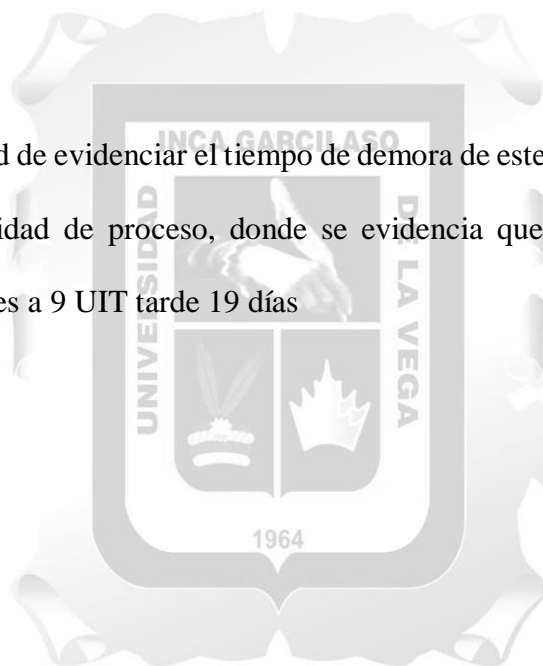 INCA GARCILASO
d de evidenciar el tiempo de demora de este
idad de proceso, donde se evidencia que
es a 9 UIT tarde 19 días
UNIVERSIDAD
DE LA VEGA
1964